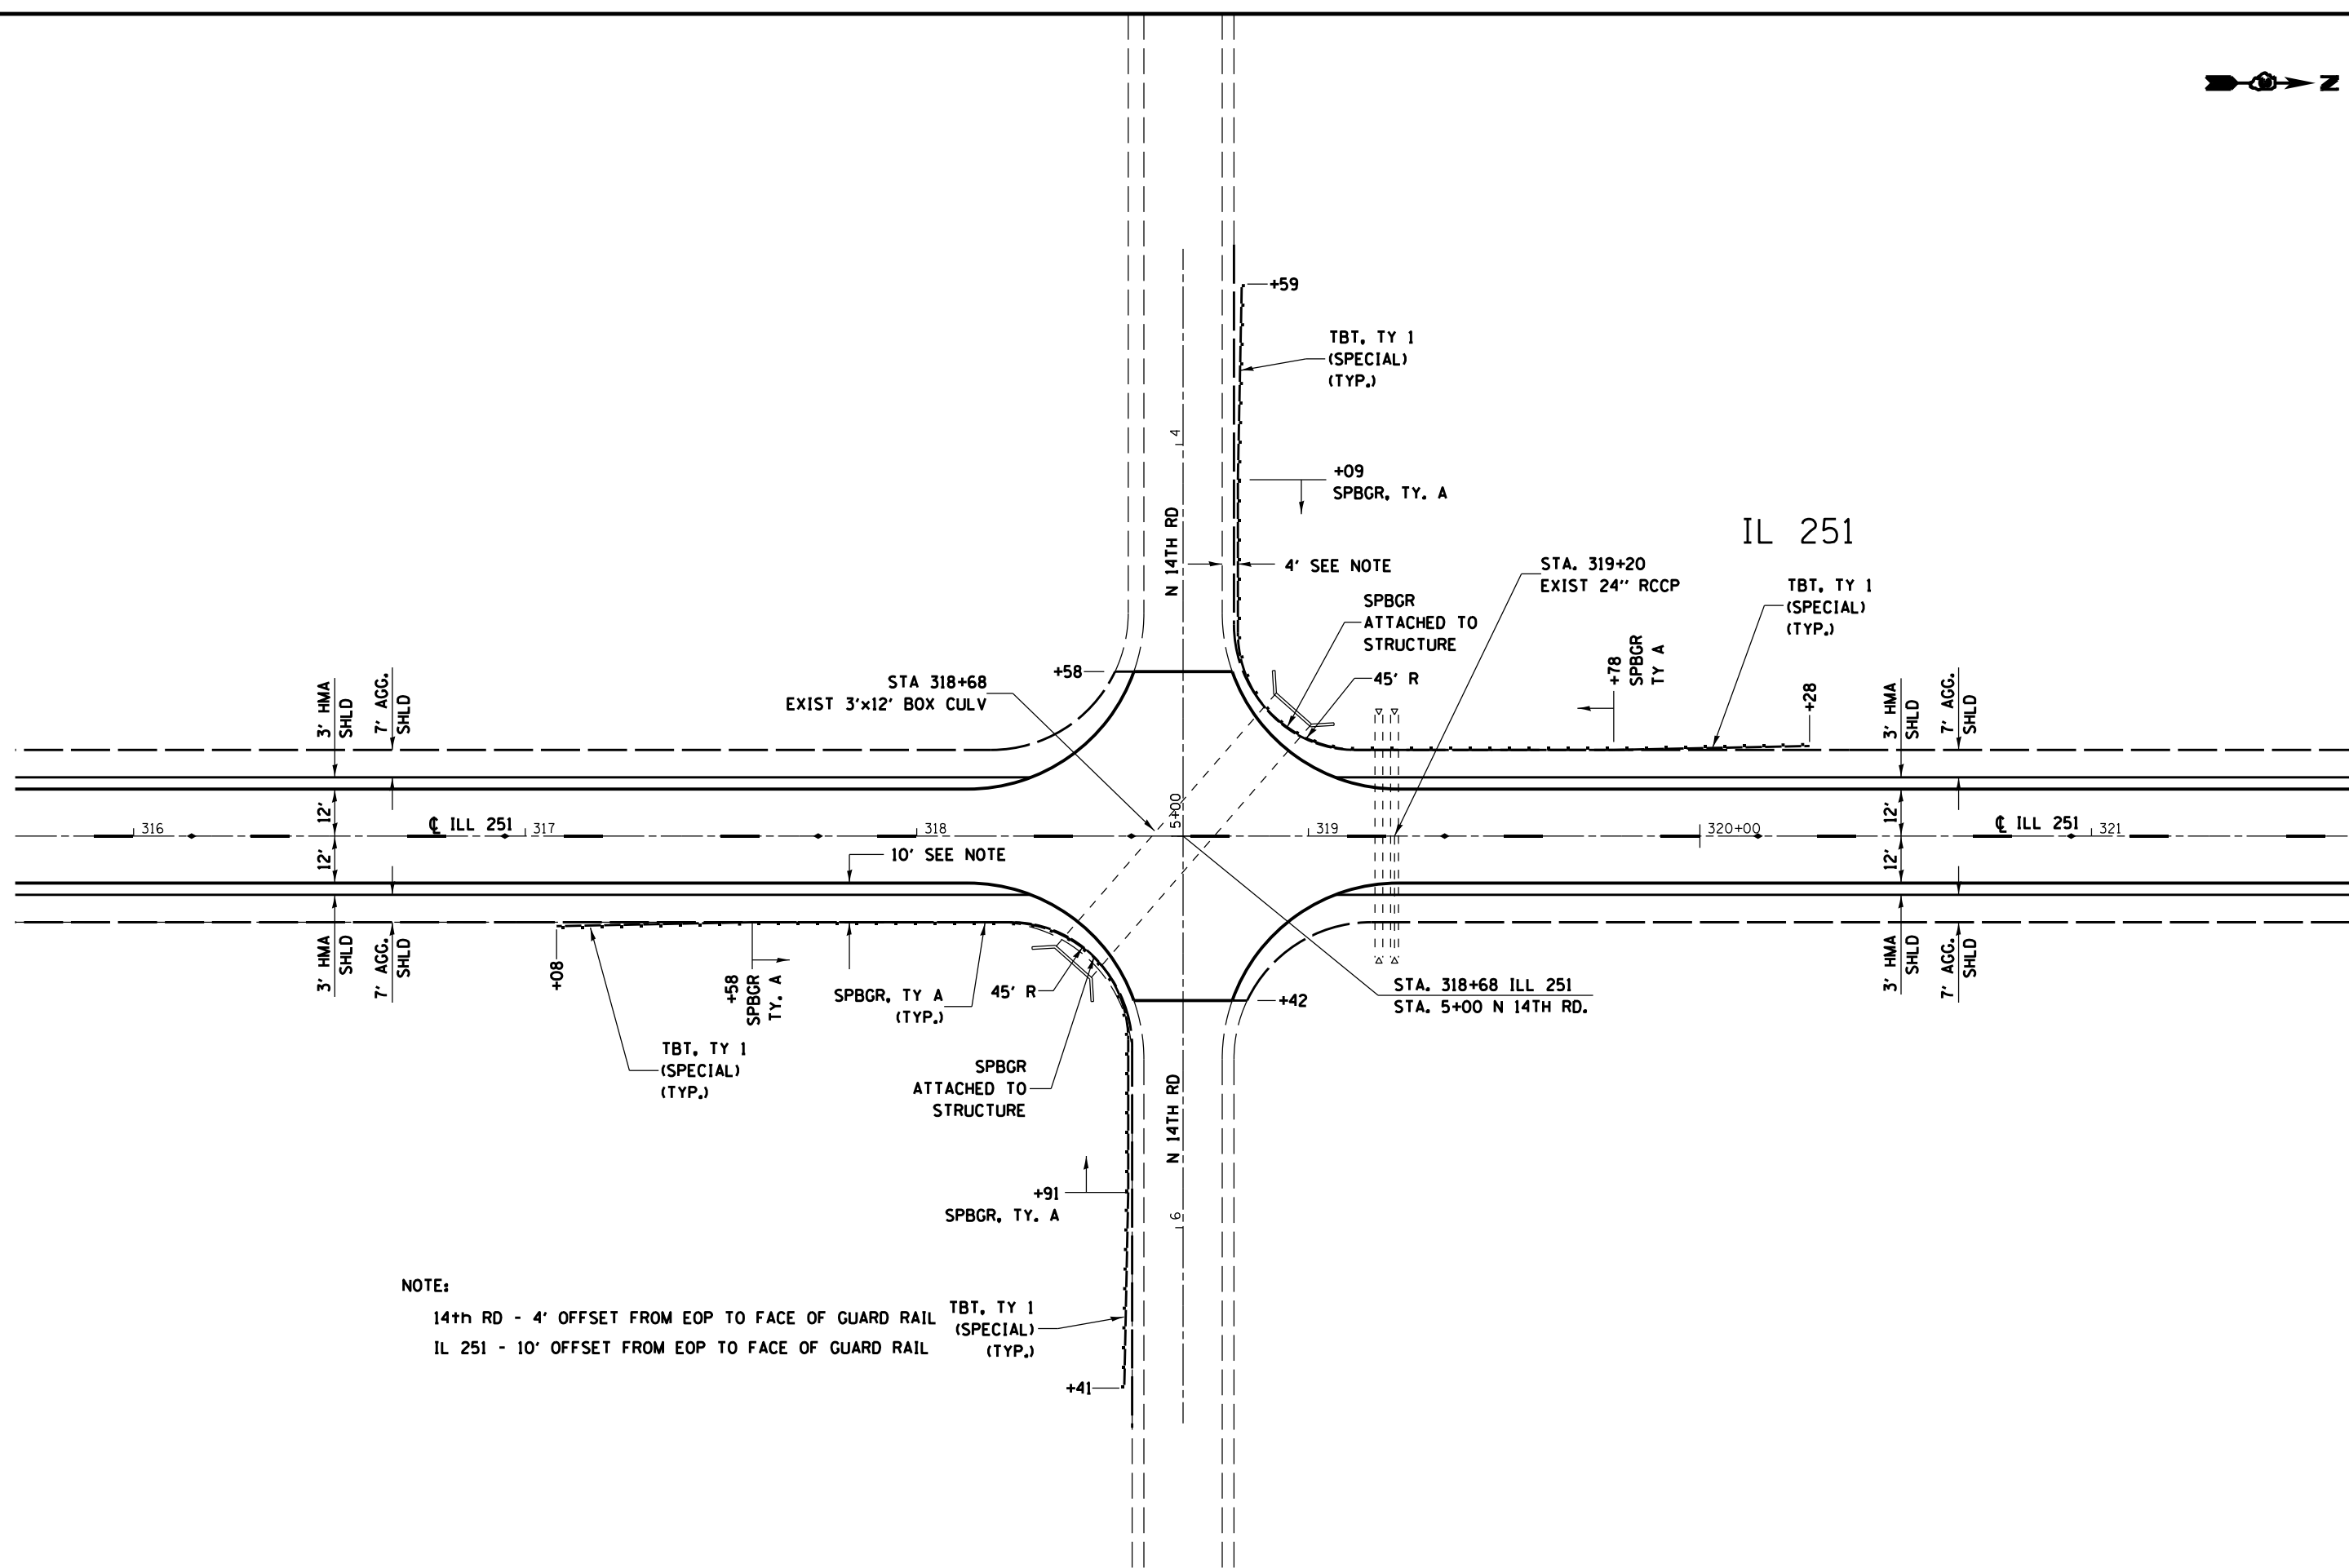 N
+59
TBT, TY 1
(SPECIAL)
(TYP.)
4
+09
SPBGR, TY. A
N 14TH RD
4' SEE NOTE
IL 251
STA. 319+20
EXIST 24" RCCP
TBT, TY 1
(SPECIAL)
(TYP.)
SPBGR
ATTACHED TO
STRUCTURE
45' R
+78
SPBGR
TY A
+28
+58
STA 318+68
EXIST 3'x12' BOX CULV
3' HMA
SHLD
7' AGG.
SHLD
3' HMA
SHLD
7' AGG.
SHLD
12'
12'
316
℄ ILL 251
317
318
5+00
319
320+00
℄ ILL 251
321
12'
12'
10' SEE NOTE
3' HMA
SHLD
7' AGG.
SHLD
+08
+58
SPBGR
TY. A
SPBGR, TY A
(TYP.)
45' R
+42
STA. 318+68 ILL 251
STA. 5+00 N 14TH RD.
3' HMA
SHLD
7' AGG.
SHLD
TBT, TY 1
(SPECIAL)
(TYP.)
SPBGR
ATTACHED TO
STRUCTURE
N 14TH RD
+91
SPBGR, TY. A
6
NOTE:
14th RD - 4' OFFSET FROM EOP TO FACE OF GUARD RAIL
IL 251 - 10' OFFSET FROM EOP TO FACE OF GUARD RAIL
TBT, TY 1
(SPECIAL)
(TYP.)
+41